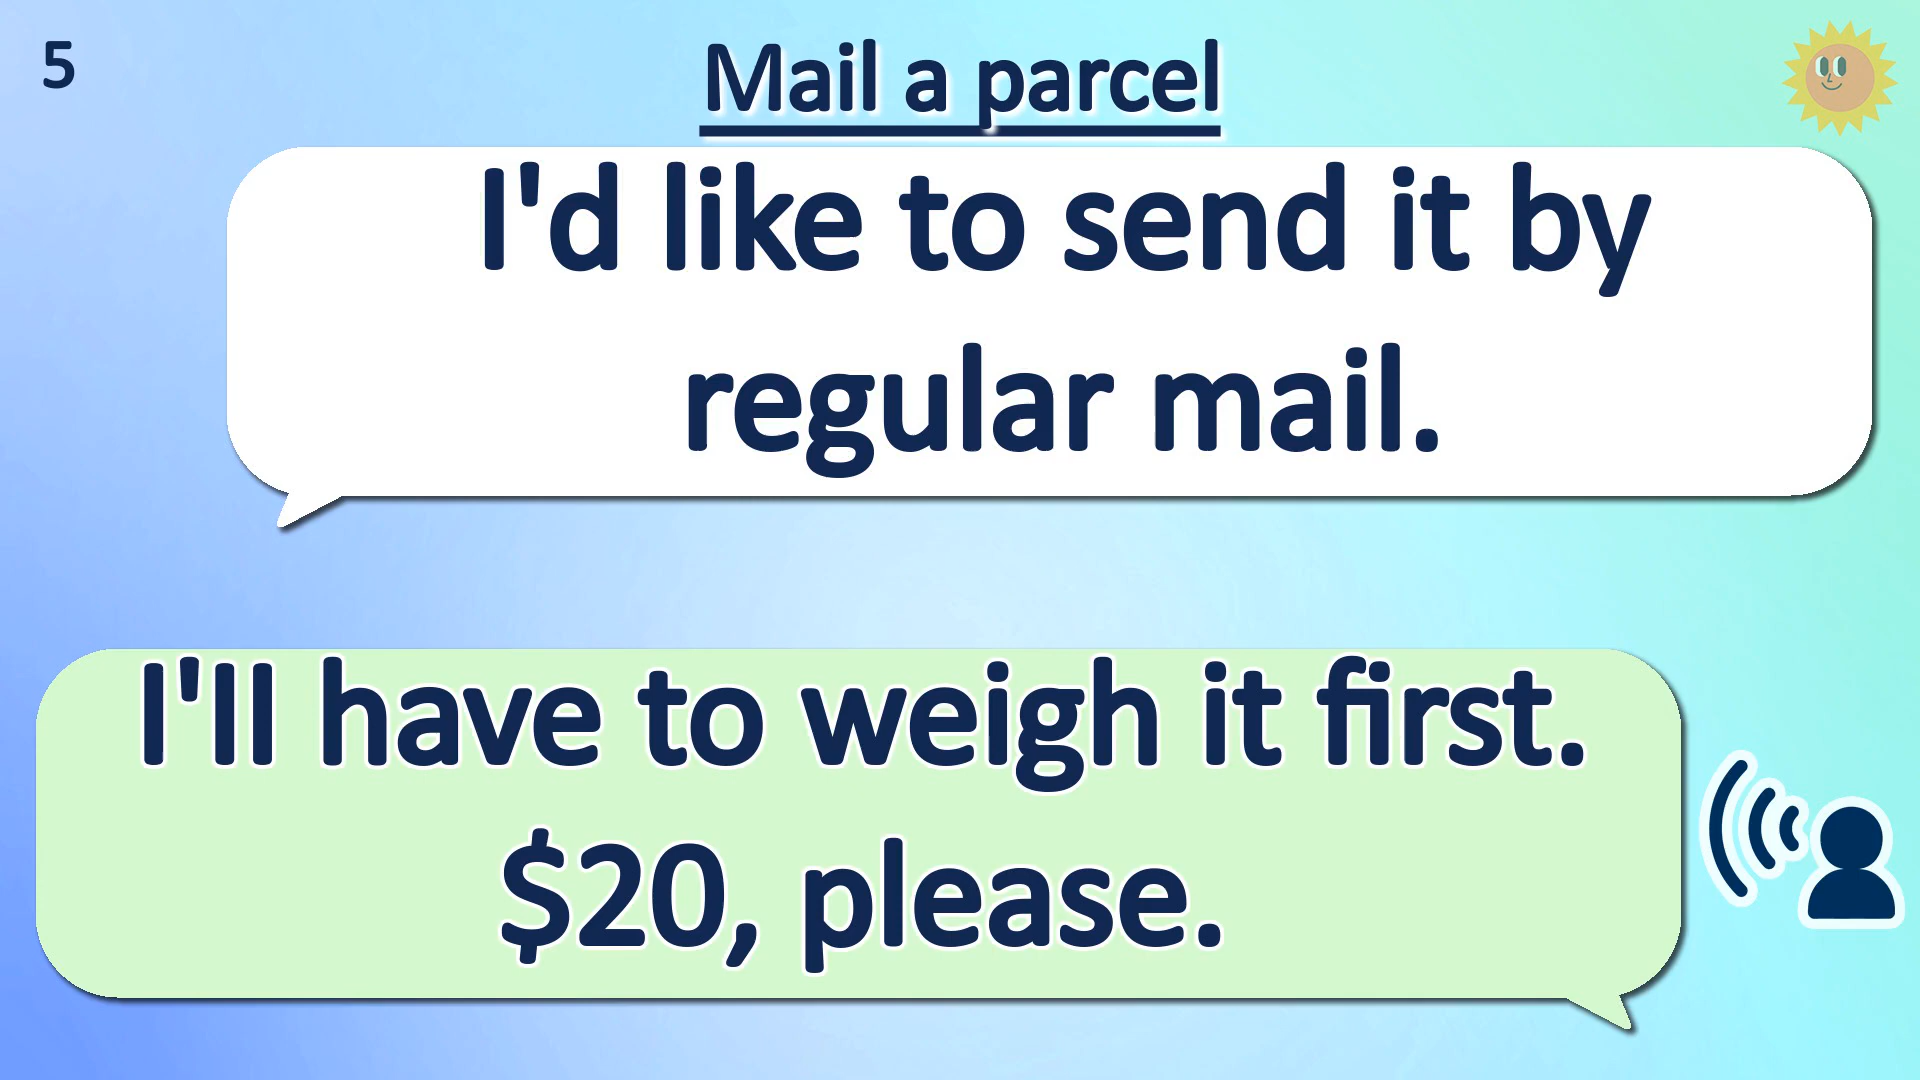 5
Mail a parcel
I'd like to send it by
regular mail.
I'll have to weigh it first.
$20, please.